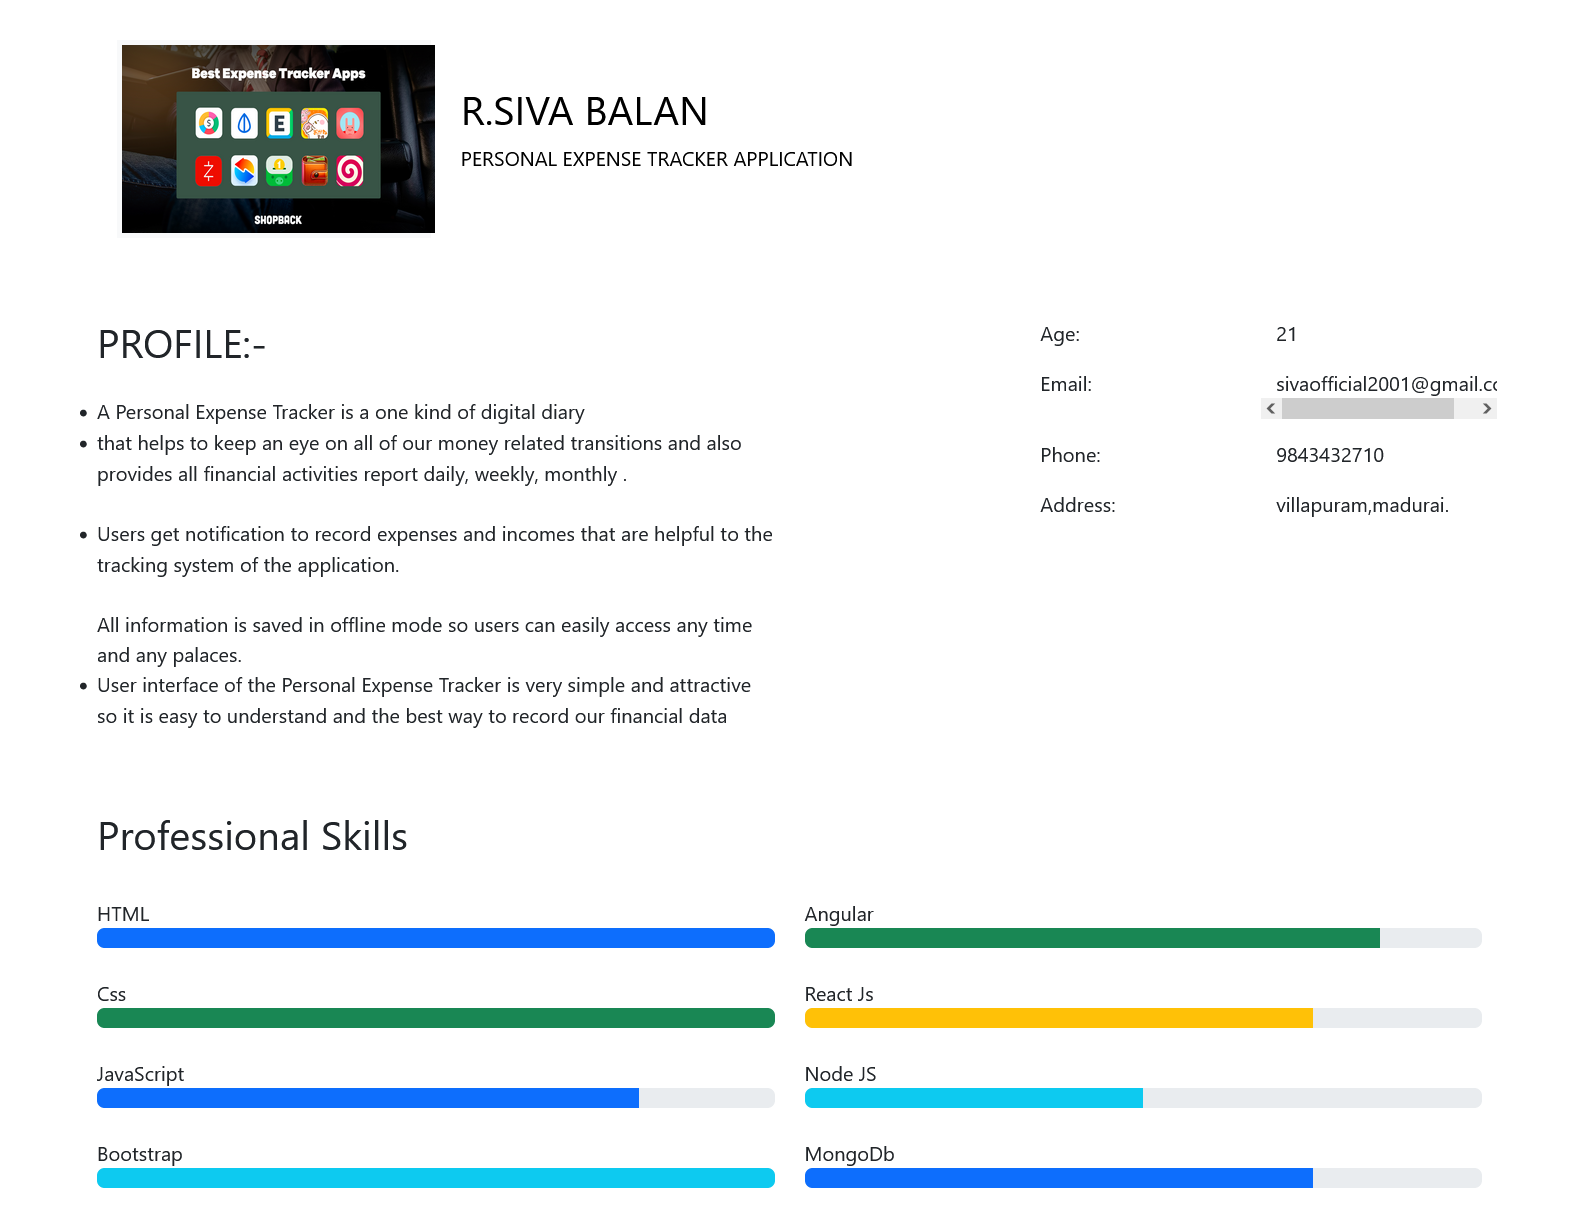 Best Expense Tracker Apps
SHOPBACK
R.SIVA BALAN
PERSONAL EXPENSE TRACKER APPLICATION
PROFILE:-
• A Personal Expense Tracker is a one kind of digital diary
• that helps to keep an eye on all of our money related transitions and also
provides all financial activities report daily, weekly, monthly .
• Users get notification to record expenses and incomes that are helpful to the
tracking system of the application.
All information is saved in offline mode so users can easily access any time
and any palaces.
• User interface of the Personal Expense Tracker is very simple and attractive
so it is easy to understand and the best way to record our financial data
Age: 21
Email: sivaofficial2001@gmail.co
Phone: 9843432710
Address: villapuram,madurai.
Professional Skills
HTML
Css
JavaScript
Bootstrap
Angular
React Js
Node JS
MongoDb